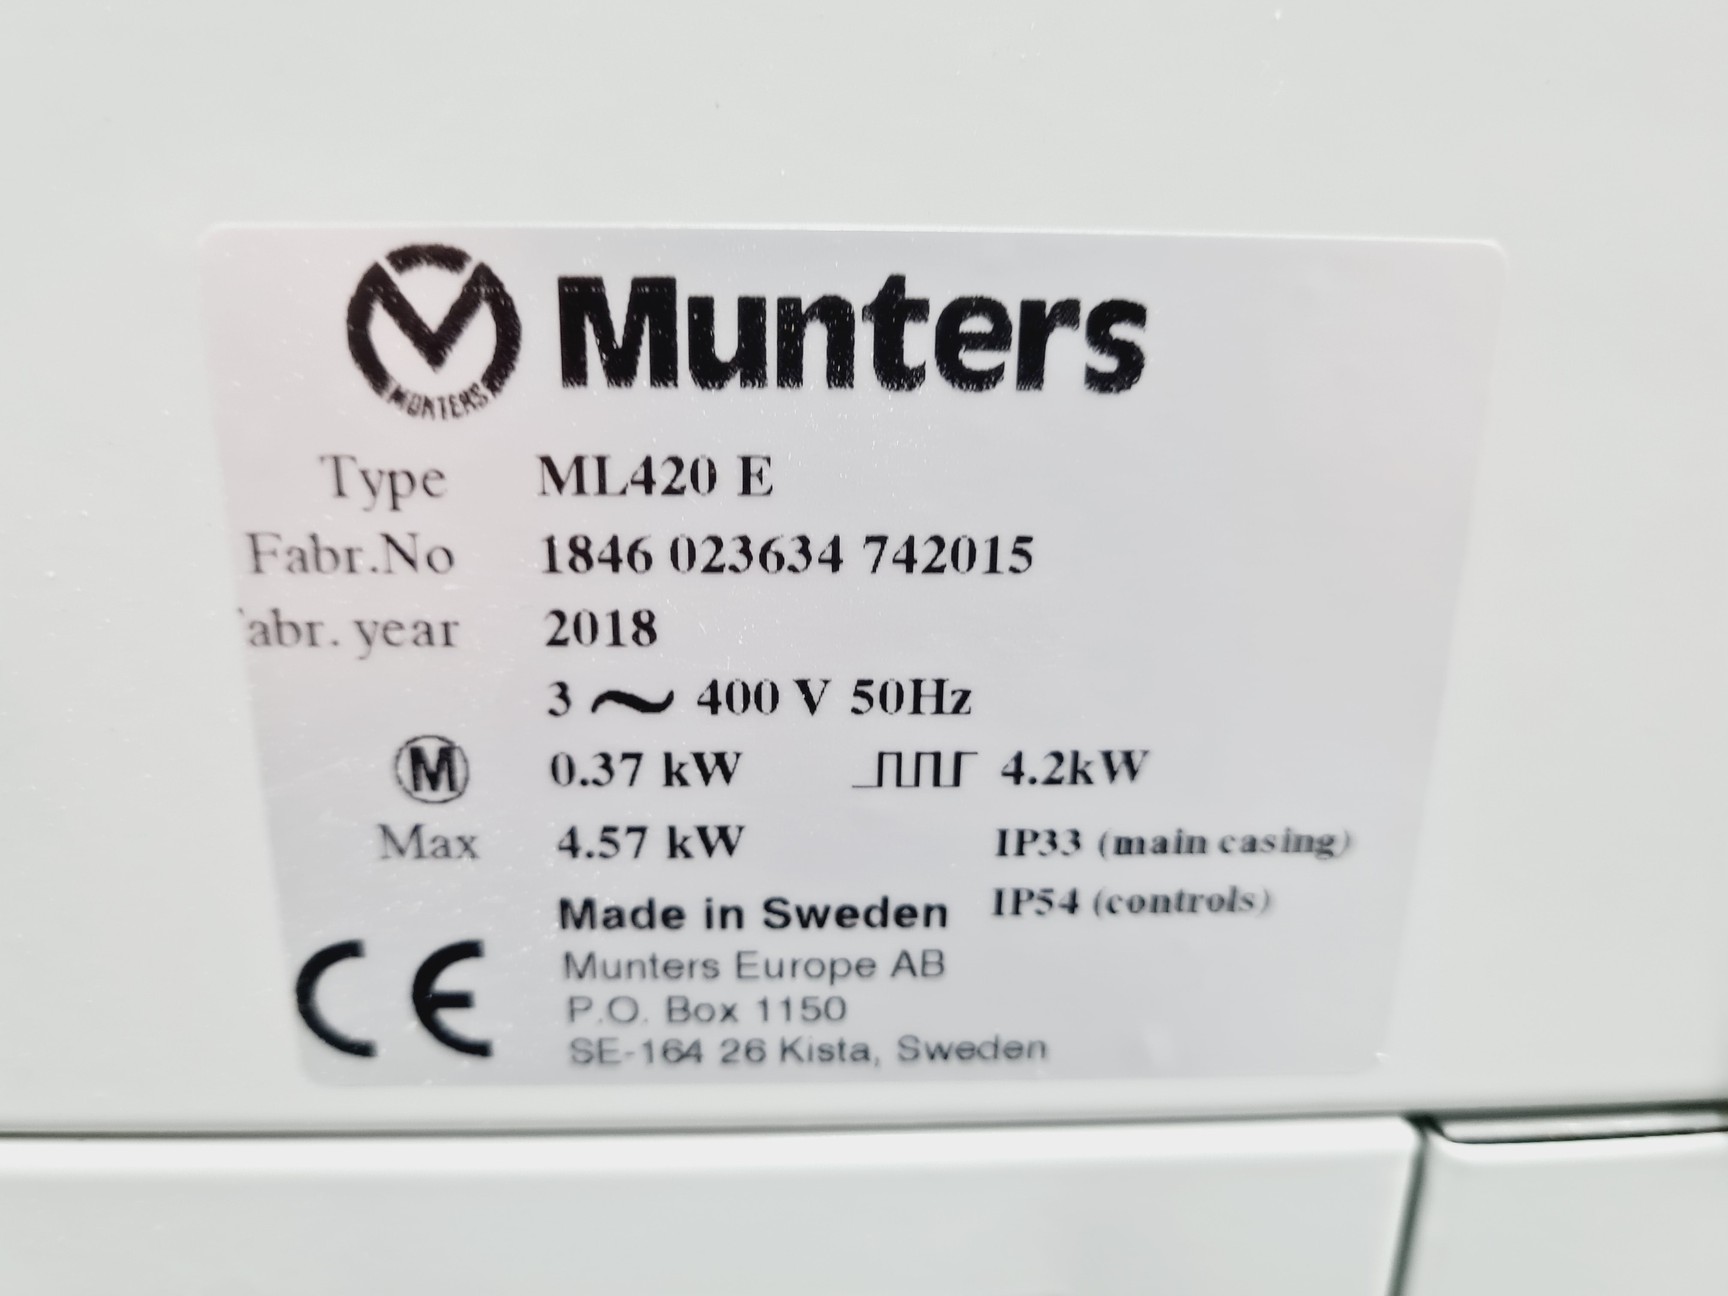 MUNTERS
Munters
Type ML420 E
Fabr.No 1846 023634 742015
abr. year 2018
3 ~ 400 V 50Hz
M 0.37 kW 4.2kW
Max 4.57 kW IP33 (main casing)
Made in Sweden IP54 (controls)
CE Munters Europe AB
P.O. Box 1150
SE-164 26 Kista, Sweden